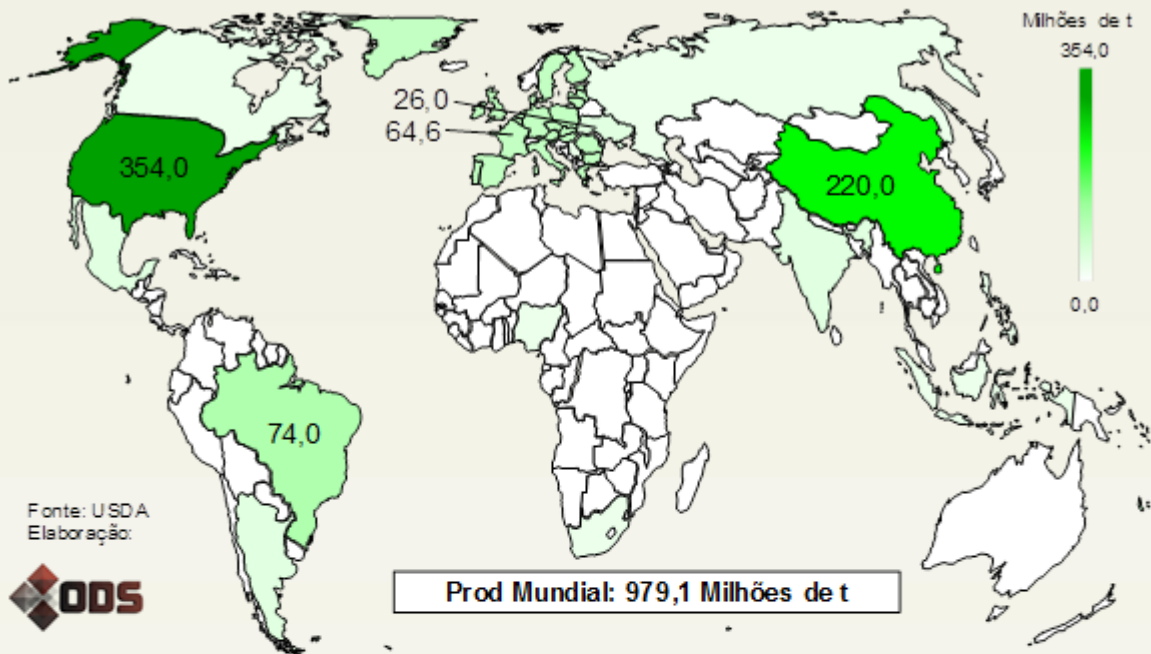 Milhões de t
354,0
26,0
64,6
354,0
220,0
0,0
74,0
Fonte: USDA
Elaboração:
ODS
Prod Mundial: 979,1 Milhões de t